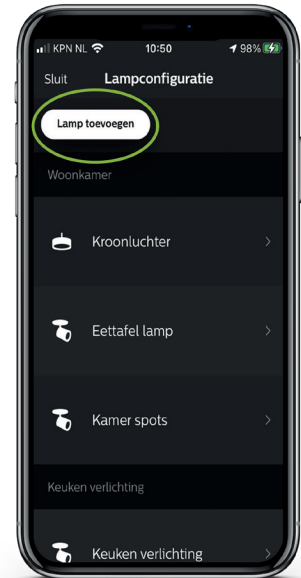 KPN NL 10:50 98%
Sluit Lampconfiguratie
Lamp toevoegen
Woonkamer
Kroonluchter
Eettafel lamp
Kamer spots
Keuken verlichting
Keuken verlichting